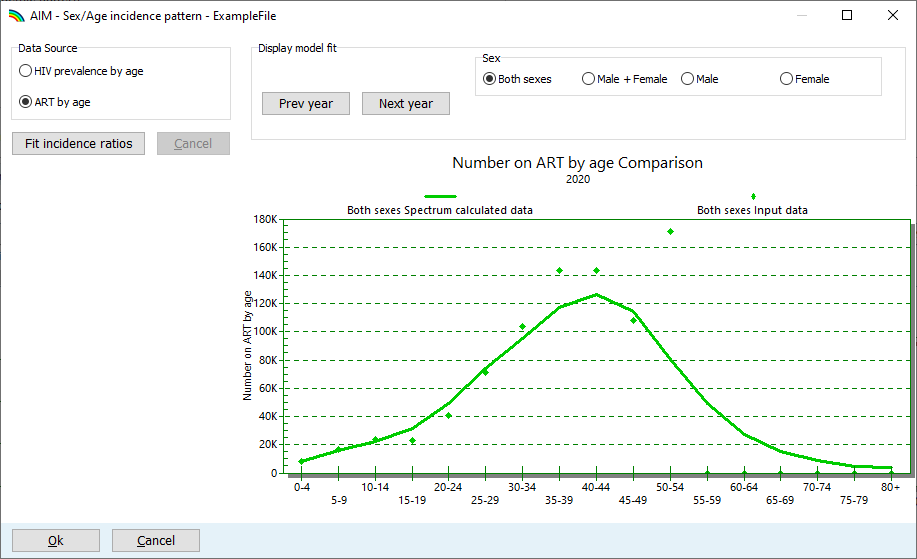 AIM - Sex/Age incidence pattern - ExampleFile
Data Source
HIV prevalence by age
ART by age
Fit incidence ratios
Cancel
Display model fit
Prev year
Next year
Sex
Both sexes
Male + Female
Male
Female
Number on ART by age Comparison
2020
Both sexes Spectrum calculated data
Both sexes Input data
Number on ART by age
180K
160K
140K
120K
100K
80K
60K
40K
20K
0
0-4
5-9
10-14
15-19
20-24
25-29
30-34
35-39
40-44
45-49
50-54
55-59
60-64
65-69
70-74
75-79
80+
Ok
Cancel